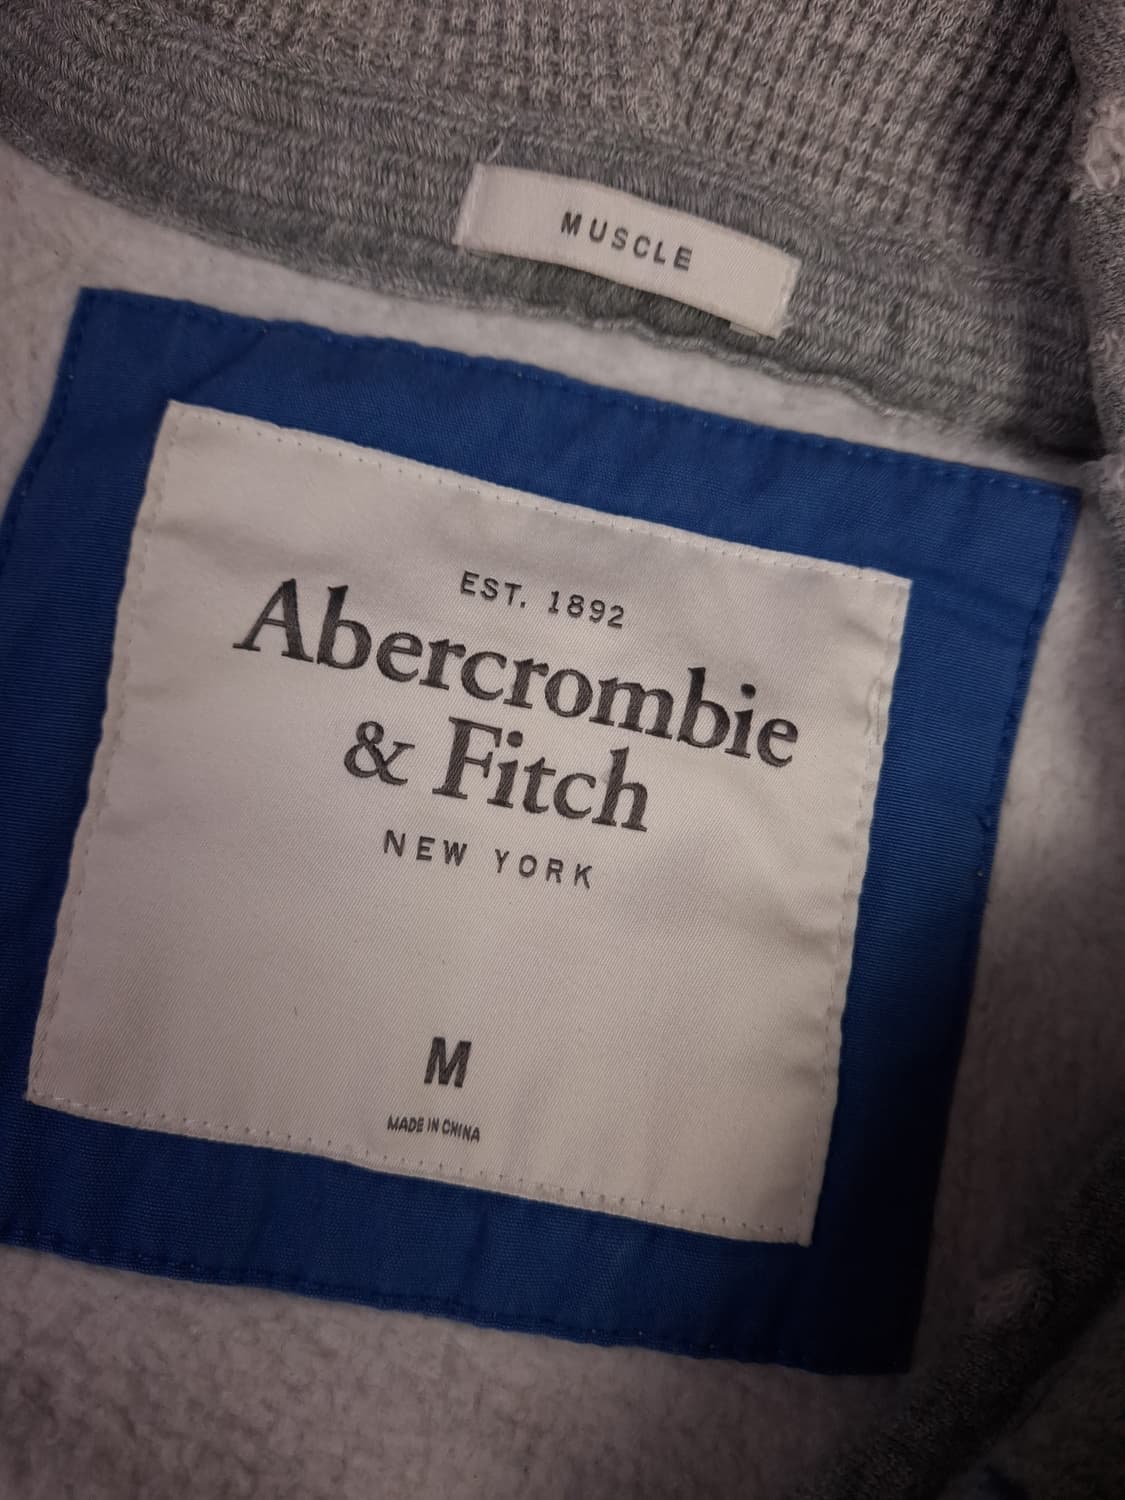 MUSCLE
EST. 1892
Abercrombie
& Fitch
NEW YORK
M
MADE IN CHINA